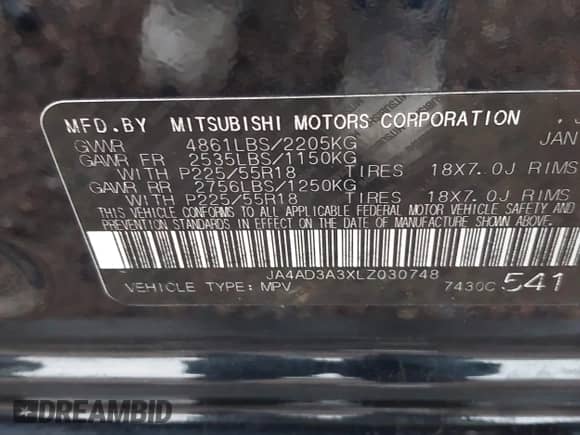 MFD.BY MITSUBISHI MOTORS CORPORATION
JAN
GVWR 4861LBS/2205KG
GAWR FR 2535LBS/1150KG
WITH P225/55R18 TIRES 18X7.0J RIMS
GAWR RR 2756LBS/1250KG
WITH P225/55R18 TIRES 18X7.0J RIMS
THIS VEHICLE CONFORMS TO ALL APPLICABLE FEDERAL MOTOR VEHICLE SAFETY AND
PREVENTION STANDARDS IN EFFECT ON THE DATE OF MANUFACTURE SHOWN ABOVE.
JA4AD3A3XLZ030748
VEHICLE TYPE: MPV 7430C 541
DREAMBID